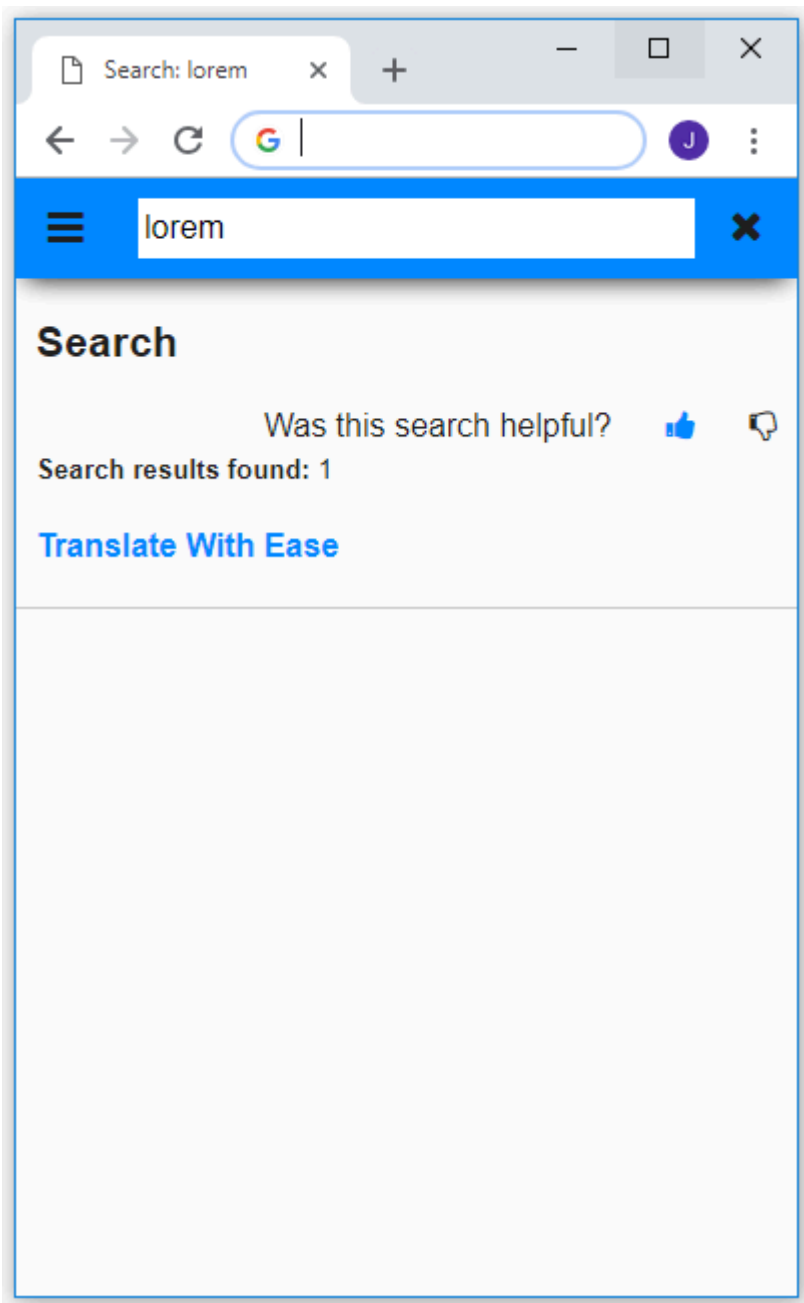 Search: lorem
J
lorem
Search
Was this search helpful?
Search results found: 1
Translate With Ease